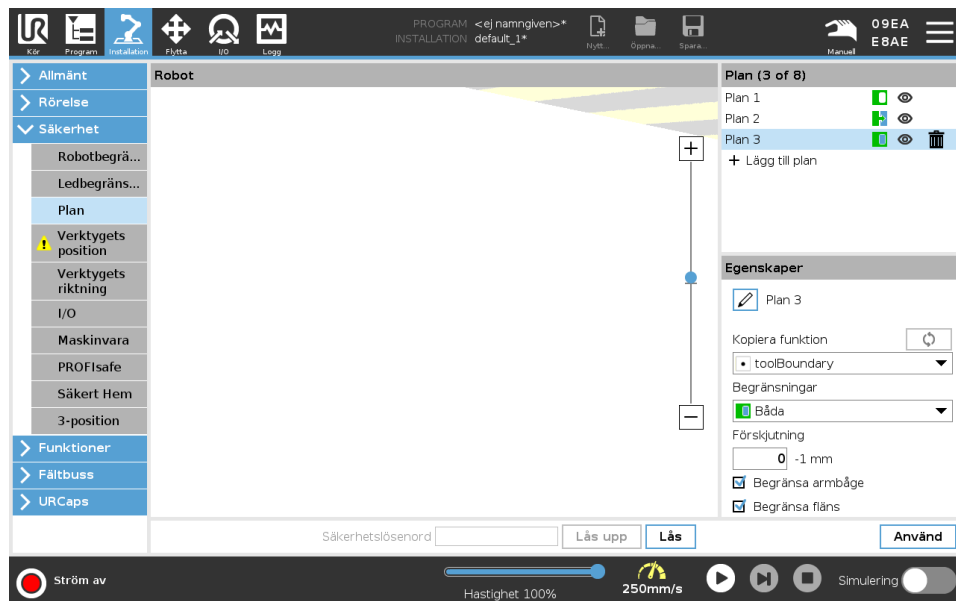 PROGRAM <ej namngiven>*
INSTALLATION default_1*
09EA
E8AE
Kör Program Installation Flytta I/O Logg Nytt... Öppna... Spara... Manuell
Allmänt
Rörelse
Säkerhet
Robotbegrä...
Ledbegräns...
Plan
Verktygets
position
Verktygets
riktning
I/O
Maskinvara
PROFIsafe
Säkert Hem
3-position
Funktioner
Fältbuss
URCaps
Robot
Plan (3 of 8)
Plan 1
Plan 2
Plan 3
+ Lägg till plan
Egenskaper
Plan 3
Kopiera funktion
toolBoundary
Begränsningar
Båda
Förskjutning
0 -1 mm
Begränsa armbåge
Begränsa fläns
Säkerhetslösenord Lås upp Lås Använd
Ström av
Hastighet 100%
250mm/s
Simulering